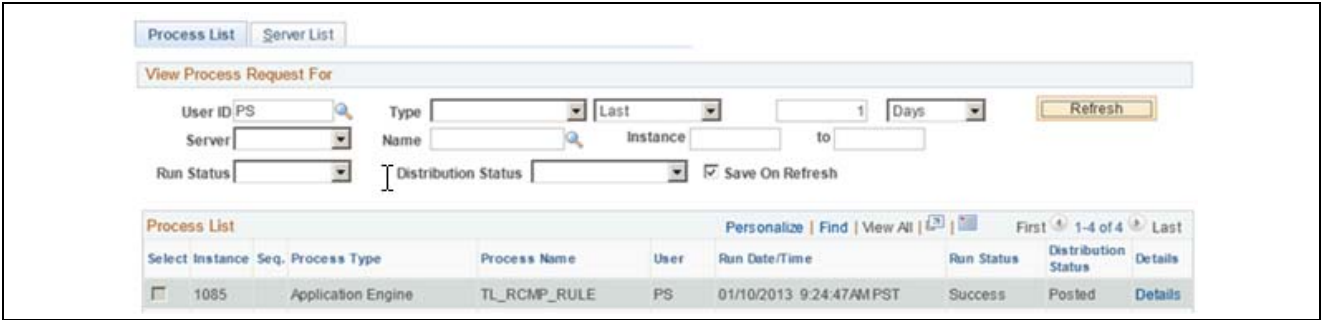 Process List Server List
View Process Request For
User ID PS Type Last 1 Days Refresh
Server Name Instance to
Run Status Distribution Status Save On Refresh
Process List Personalize | Find | View All | | First 1-4 of 4 Last
Select Instance Seq. Process Type Process Name User Run Date/Time Run Status Distribution Status Details
1085 Application Engine TL_RCMP_RULE PS 01/10/2013 9:24:47AM PST Success Posted Details